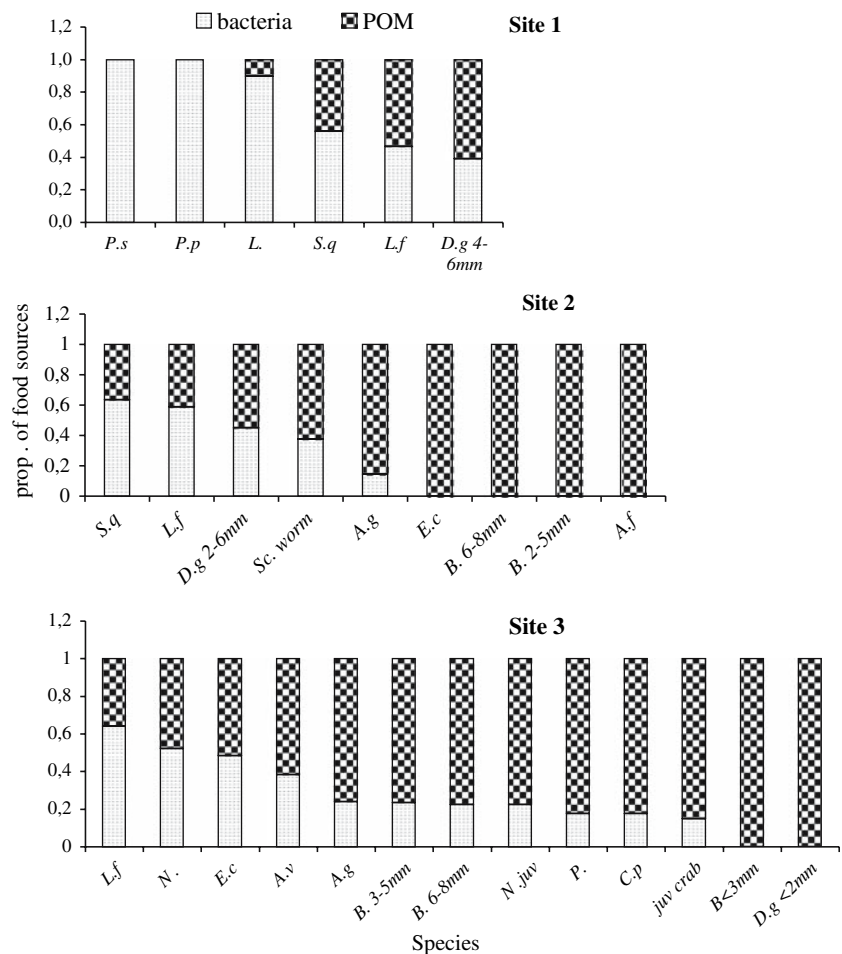 bacteria POM Site 1
1,2
1,0
0,8
0,6
0,4
0,2
0,0
P.s P.p L. S.q L.f D.g 4-
6mm
prop. of food sources
Site 2
1,2
1
0,8
0,6
0,4
0,2
0
S.q L.f D.g 2-6mm Sc. worm A.g E.c B. 6-8mm B. 2-5mm A.f
Site 3
1,2
1
0,8
0,6
0,4
0,2
0
L.f N. E.c A.v A.g B. 3-5mm B. 6-8mm N .juv P. C.p juv crab B<3mm D.g <2mm
Species